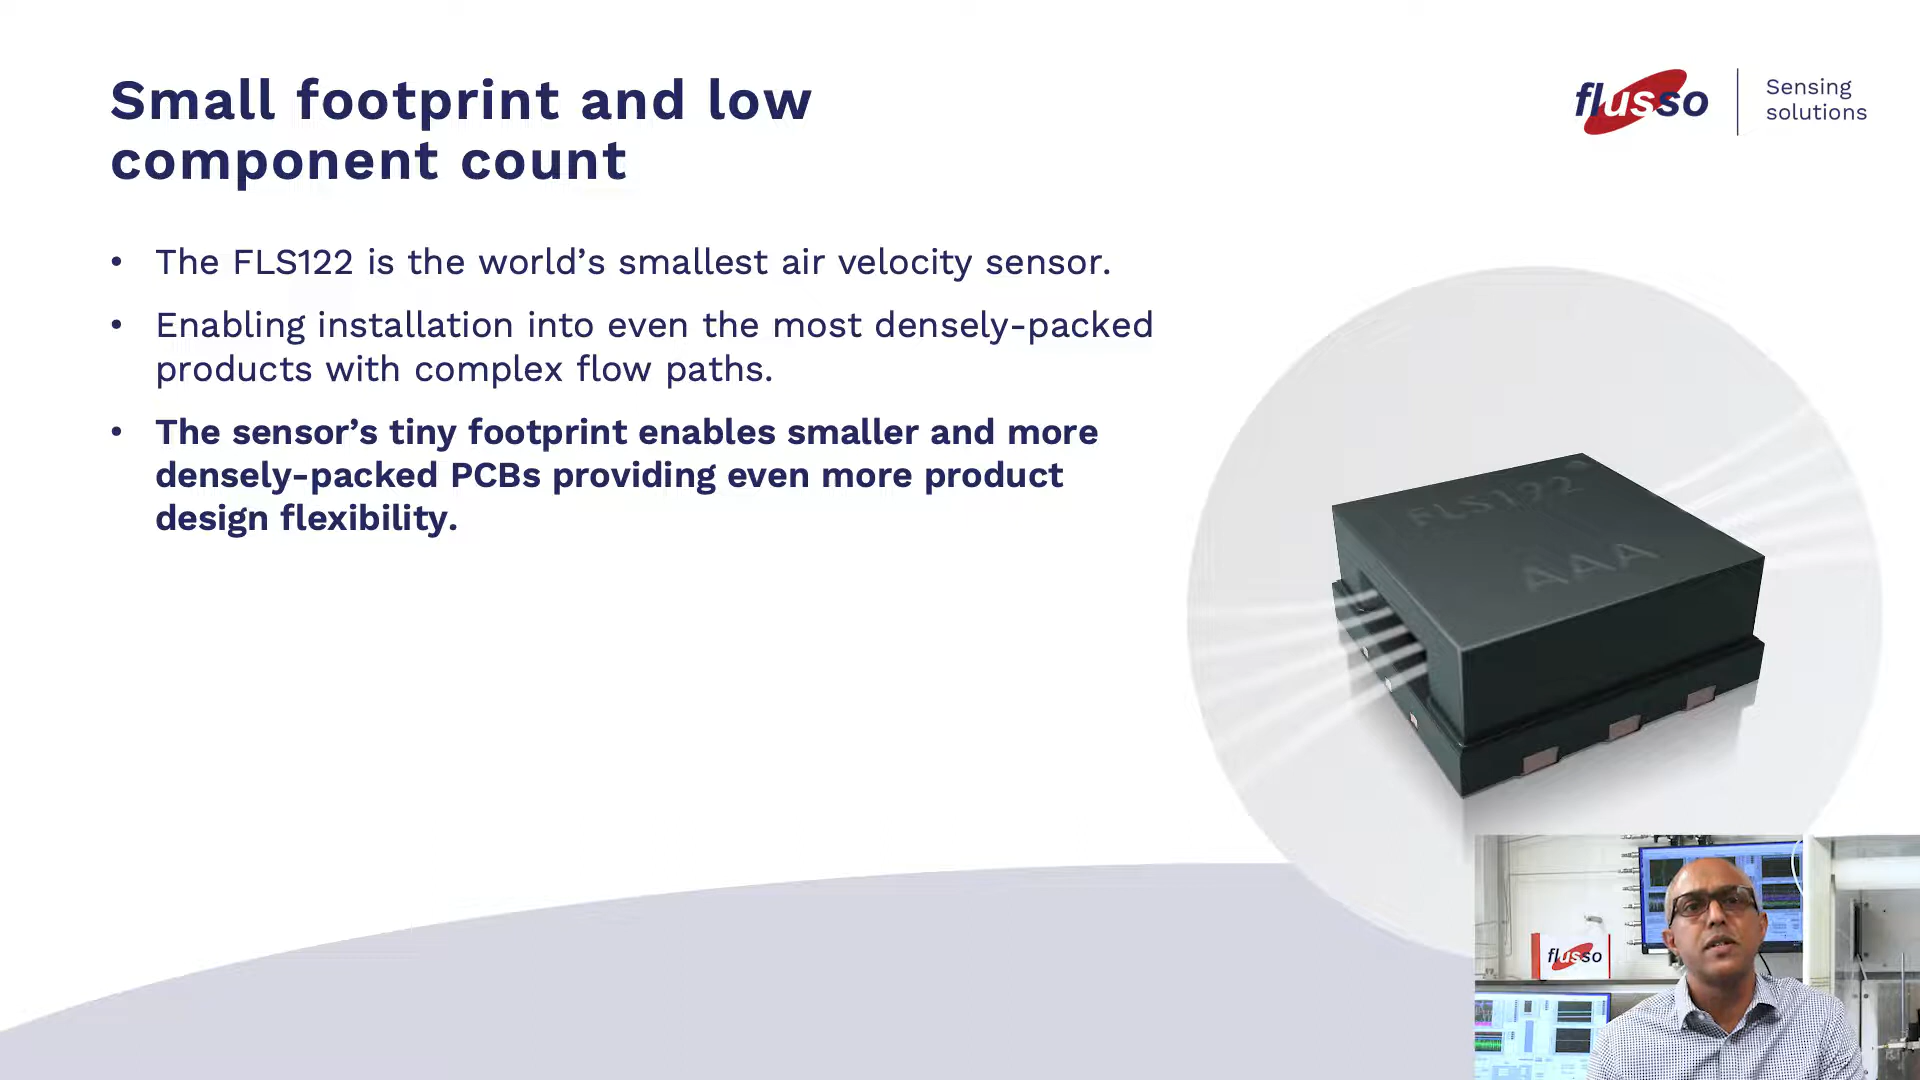 Small footprint and low
component count
flusso
Sensing
solutions
• The FLS122 is the world’s smallest air velocity sensor.
• Enabling installation into even the most densely-packed
products with complex flow paths.
• The sensor’s tiny footprint enables smaller and more
densely-packed PCBs providing even more product
design flexibility.
FLS122
AAA
flusso